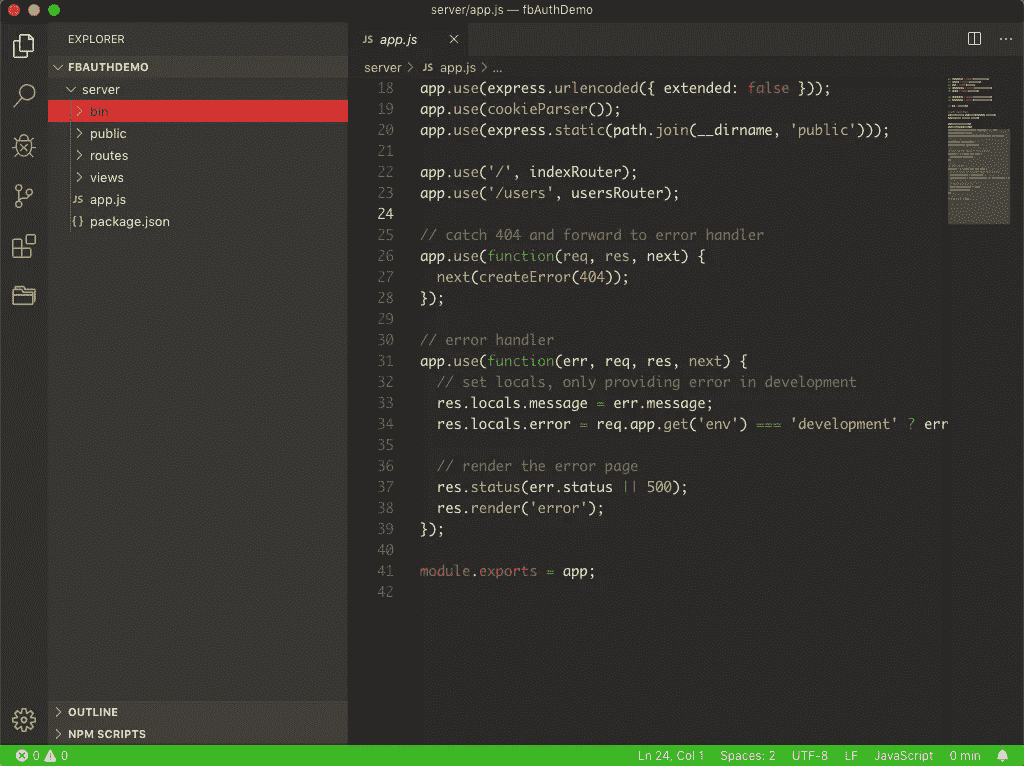 server/app.js — fbAuthDemo
EXPLORER
FBAUTHDEMO
server
bin
public
routes
views
JS app.js
{} package.json
OUTLINE
NPM SCRIPTS
JS app.js
server > JS app.js > ...
18 app.use(express.urlencoded({ extended: false }));
19 app.use(cookieParser());
20 app.use(express.static(path.join(__dirname, 'public')));
21
22 app.use('/', indexRouter);
23 app.use('/users', usersRouter);
24
25 // catch 404 and forward to error handler
26 app.use(function(req, res, next) {
27   next(createError(404));
28 });
29
30 // error handler
31 app.use(function(err, req, res, next) {
32   // set locals, only providing error in development
33   res.locals.message = err.message;
34   res.locals.error = req.app.get('env') === 'development' ? err
35
36   // render the error page
37   res.status(err.status || 500);
38   res.render('error');
39 });
40
41 module.exports = app;
42
0 0 Ln 24, Col 1 Spaces: 2 UTF-8 LF JavaScript 0 min